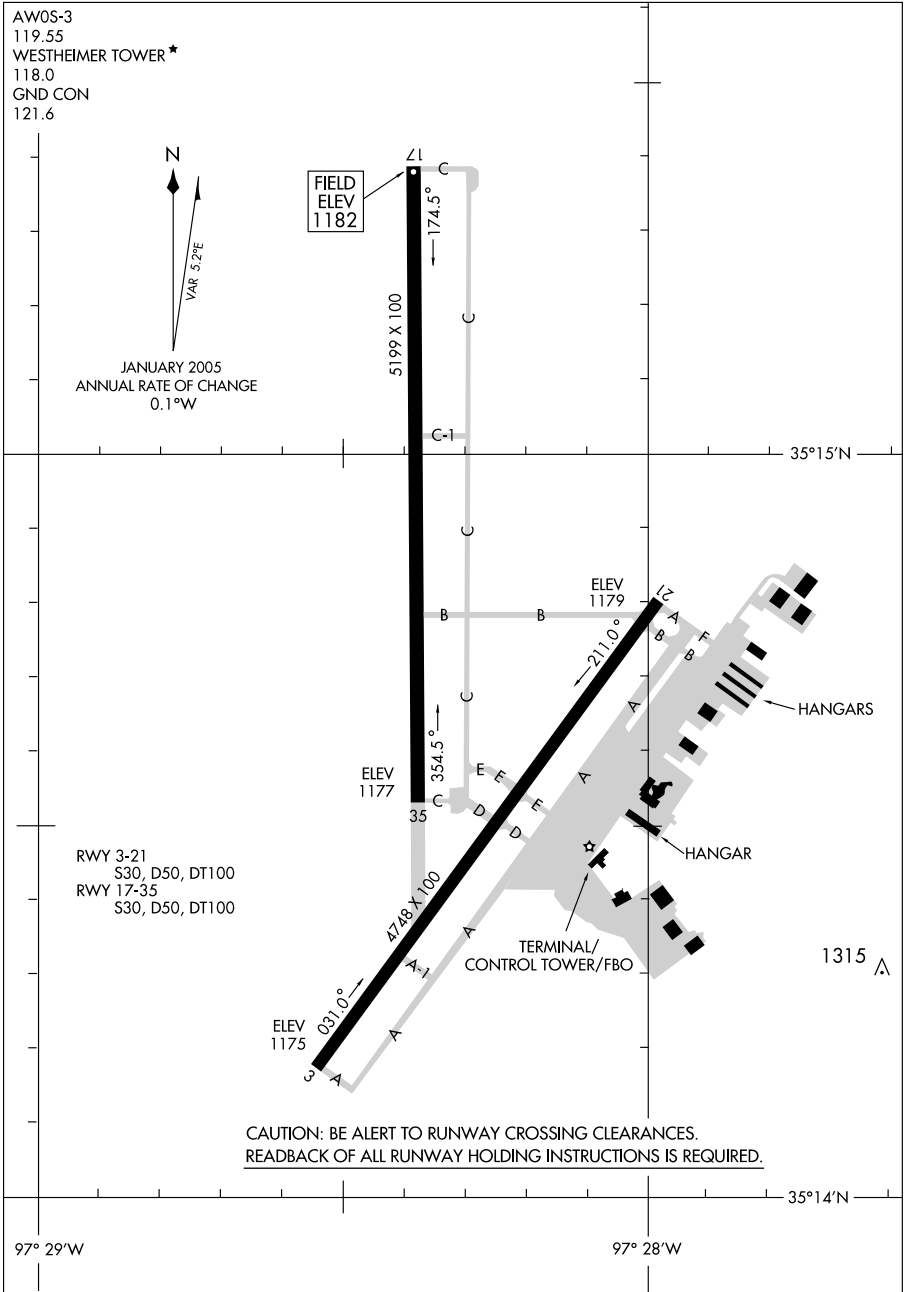 AWOS-3
119.55
WESTHEIMER TOWER
118.0
GND CON
121.6
N
VAR 5.2°E
JANUARY 2005
ANNUAL RATE OF CHANGE
0.1°W
FIELD
ELEV
1182
17
C
174.5°
5199 X 100
C
C-1
35°15'N
C
ELEV
1179
21
B
B
A
F
B
B
211.0°
C
A
HANGARS
354.5°
ELEV
1177
E
E
E
A
C
35
D
D
HANGAR
RWY 3-21
S30, D50, DT100
RWY 17-35
S30, D50, DT100
4748 X 100
A
TERMINAL/
CONTROL TOWER/FBO
1315
A-1
031.0°
ELEV
1175
A
3
A
CAUTION: BE ALERT TO RUNWAY CROSSING CLEARANCES.
READBACK OF ALL RUNWAY HOLDING INSTRUCTIONS IS REQUIRED.
35°14'N
97° 29'W
97° 28'W